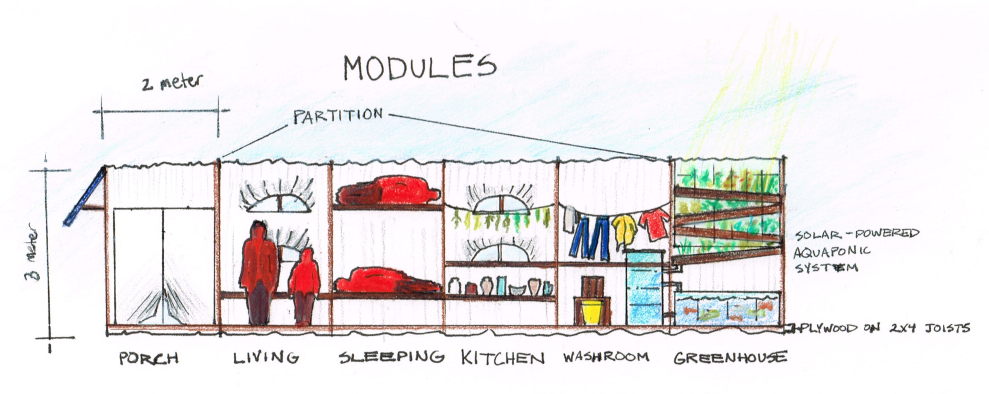 MODULES
2 meter
PARTITION
3 meter
SOLAR-POWERED
AQUAPONIC
SYSTEM
PLYWOOD ON 2X4 JOISTS
PORCH LIVING SLEEPING KITCHEN WASHROOM GREENHOUSE